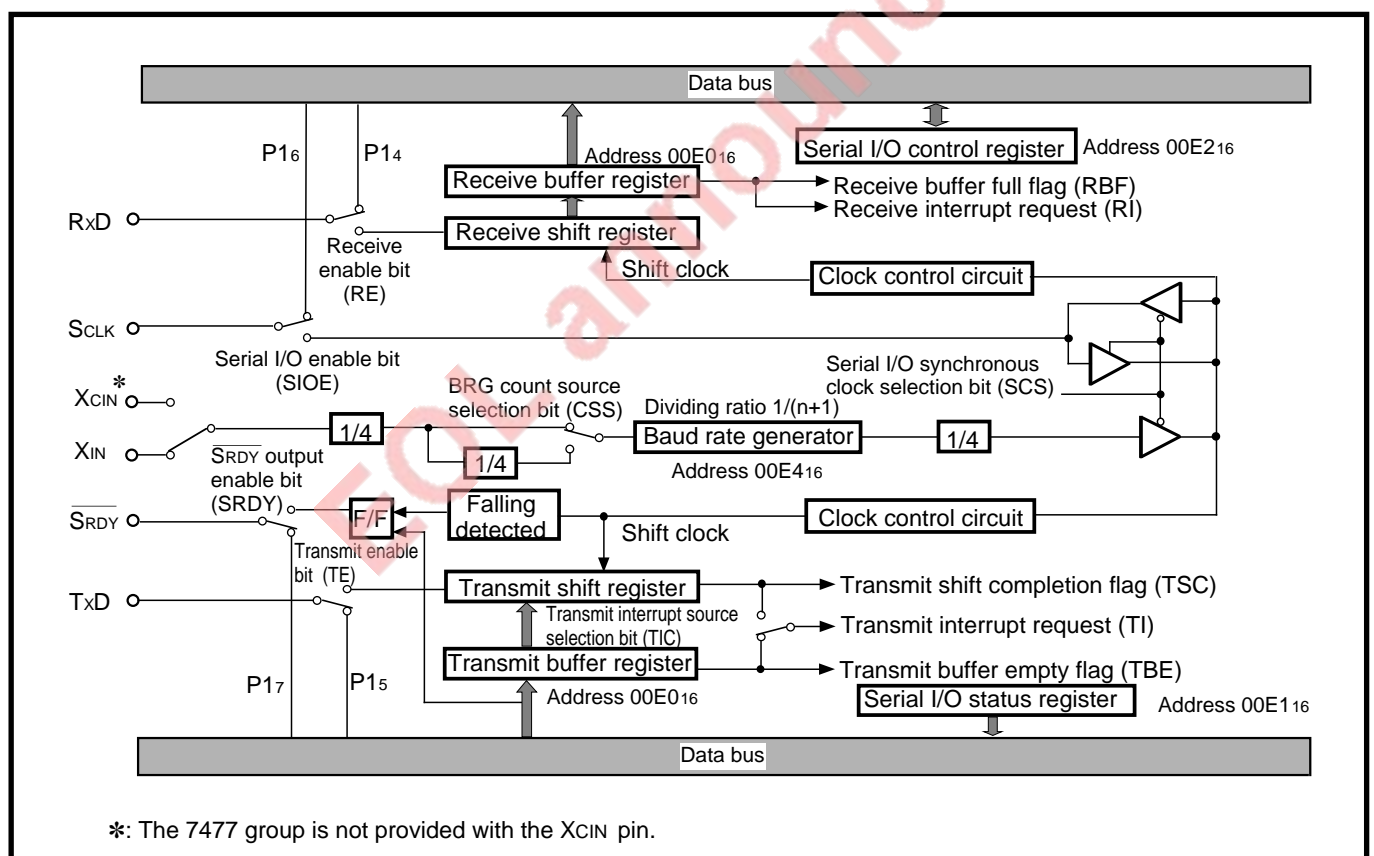 Data bus
P16
P14
Address 00E016
Serial I/O control register
Address 00E216
Receive buffer register
Receive buffer full flag (RBF)
RXD
Receive interrupt request (RI)
Receive shift register
Receive
enable bit
(RE)
Shift clock
Clock control circuit
SCLK
Serial I/O enable bit
(SIOE)
Serial I/O synchronous
clock selection bit (SCS)
XCIN*
BRG count source
selection bit (CSS)
Dividing ratio 1/(n+1)
XIN
1/4
Baud rate generator
1/4
1/4
Address 00E416
SRDY output
enable bit
(SRDY)
SRDY
F/F
Falling
detected
Shift clock
Clock control circuit
Transmit enable
bit (TE)
TXD
Transmit shift register
Transmit shift completion flag (TSC)
Transmit interrupt source
selection bit (TIC)
Transmit interrupt request (TI)
Transmit buffer register
Transmit buffer empty flag (TBE)
P17
P15
Address 00E016
Serial I/O status register
Address 00E116
Data bus
*: The 7477 group is not provided with the XCIN pin.
EOL announc